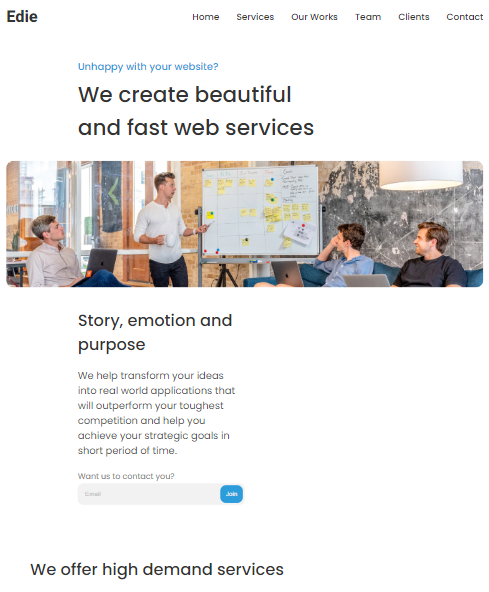 Edie
Home Services Our Works Team Clients Contact
Unhappy with your website?
We create beautiful
and fast web services
Story, emotion and
purpose
We help transform your ideas
into real world applications that
will outperform your toughest
competition and help you
achieve your strategic goals in
short period of time.
Want us to contact you?
Email
Join
We offer high demand services